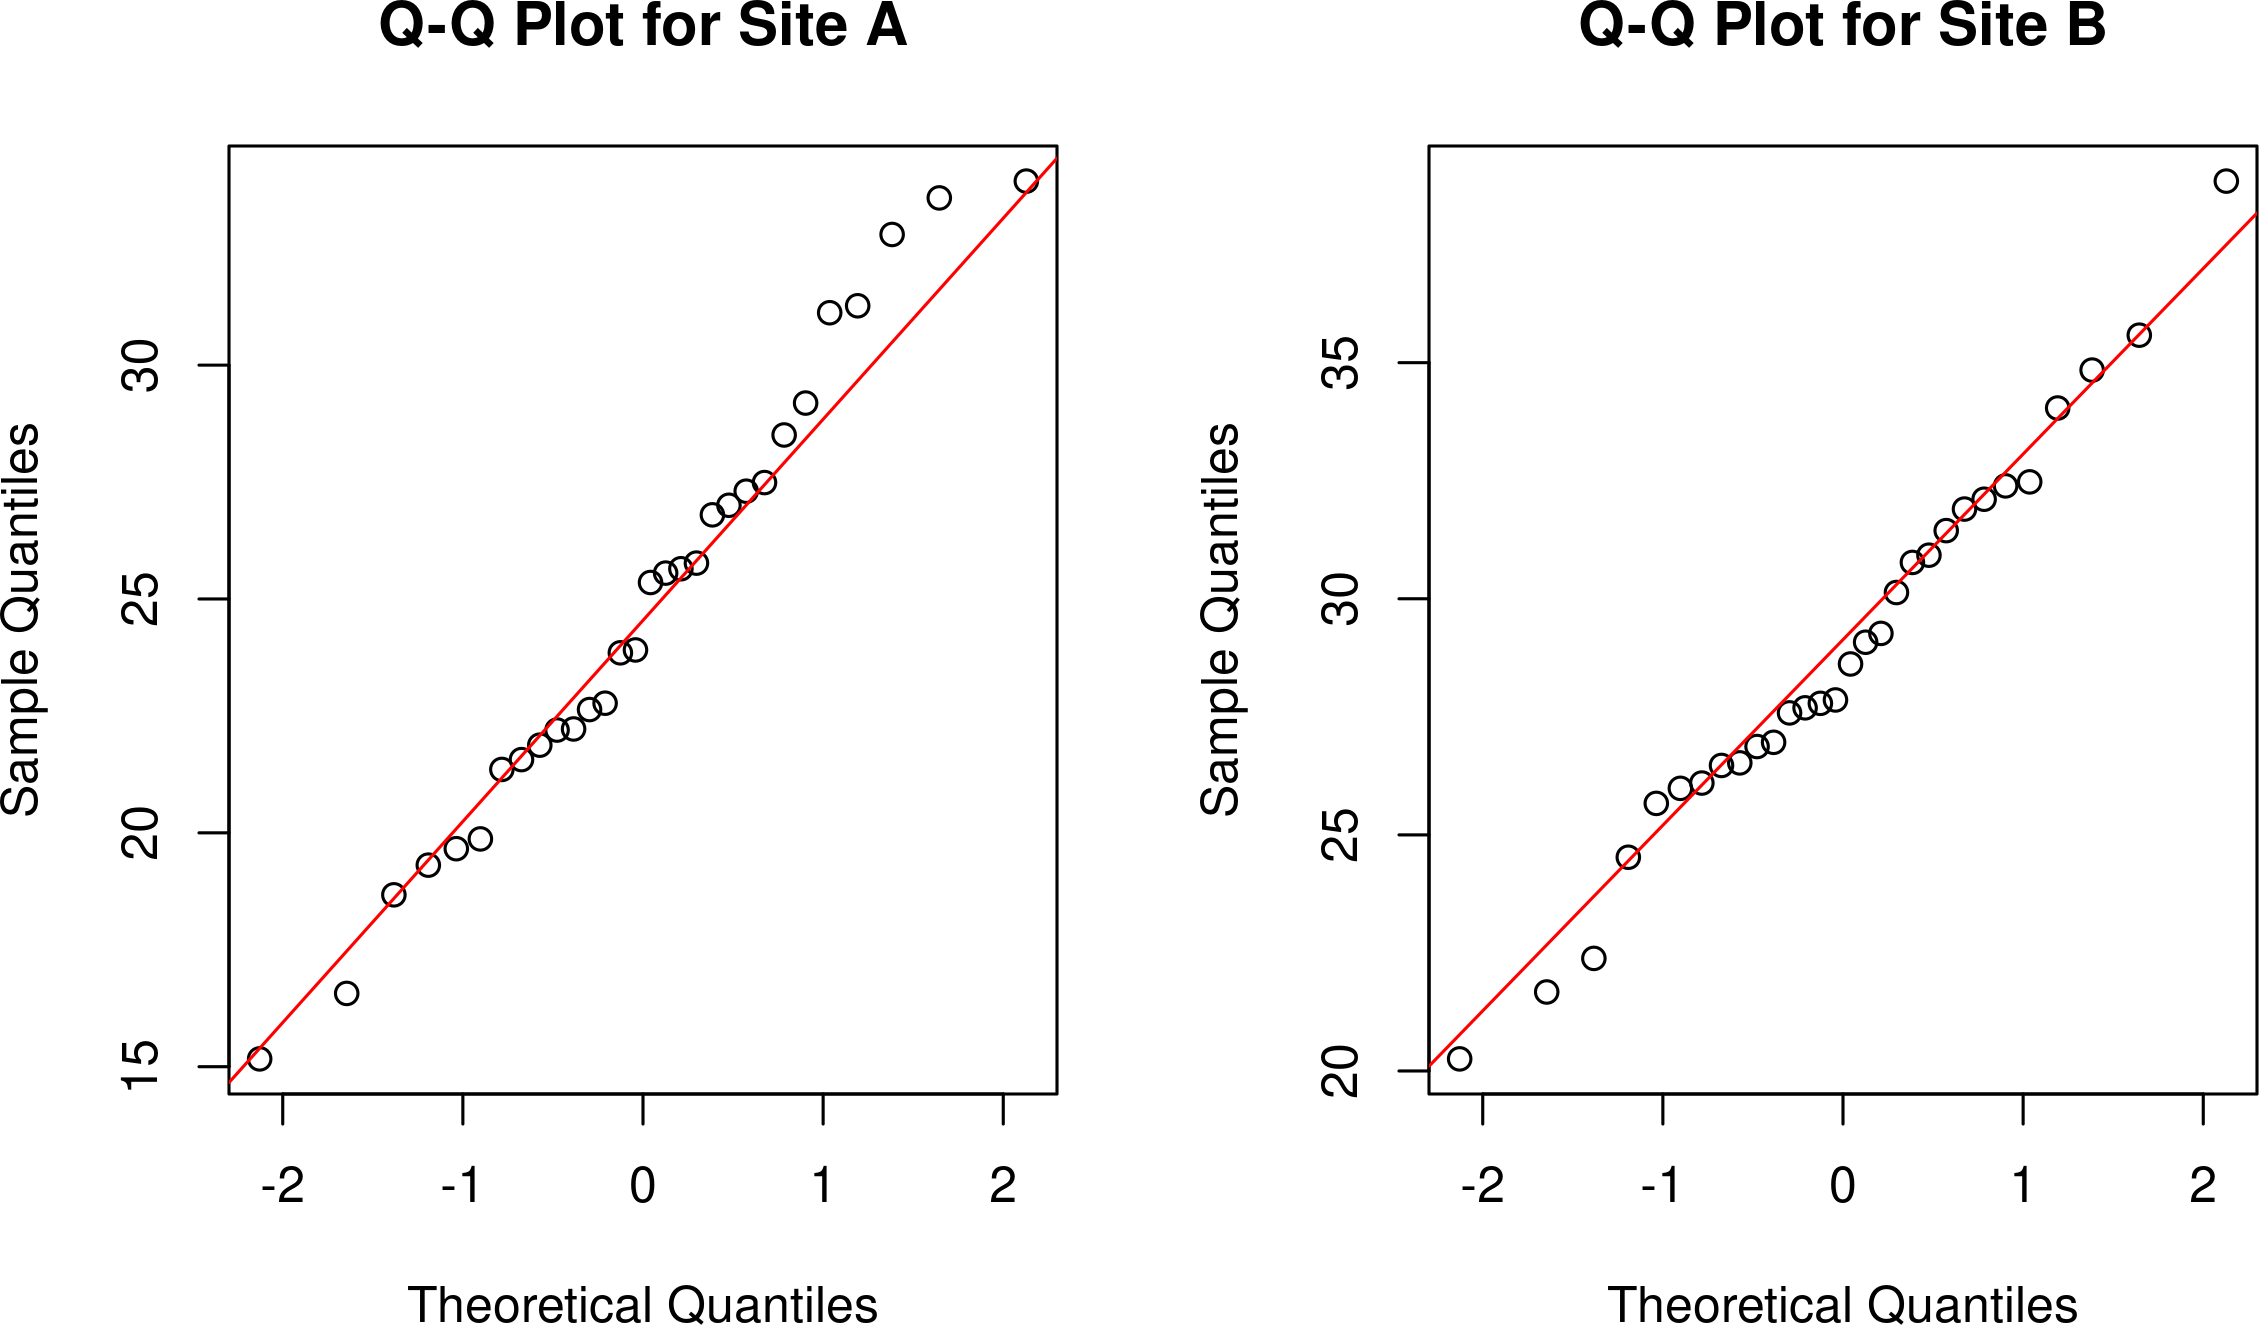 Q-Q Plot for Site A
Sample Quantiles
30
25
20
15
-2 -1 0 1 2
Theoretical Quantiles
Q-Q Plot for Site B
Sample Quantiles
35
30
25
20
-2 -1 0 1 2
Theoretical Quantiles